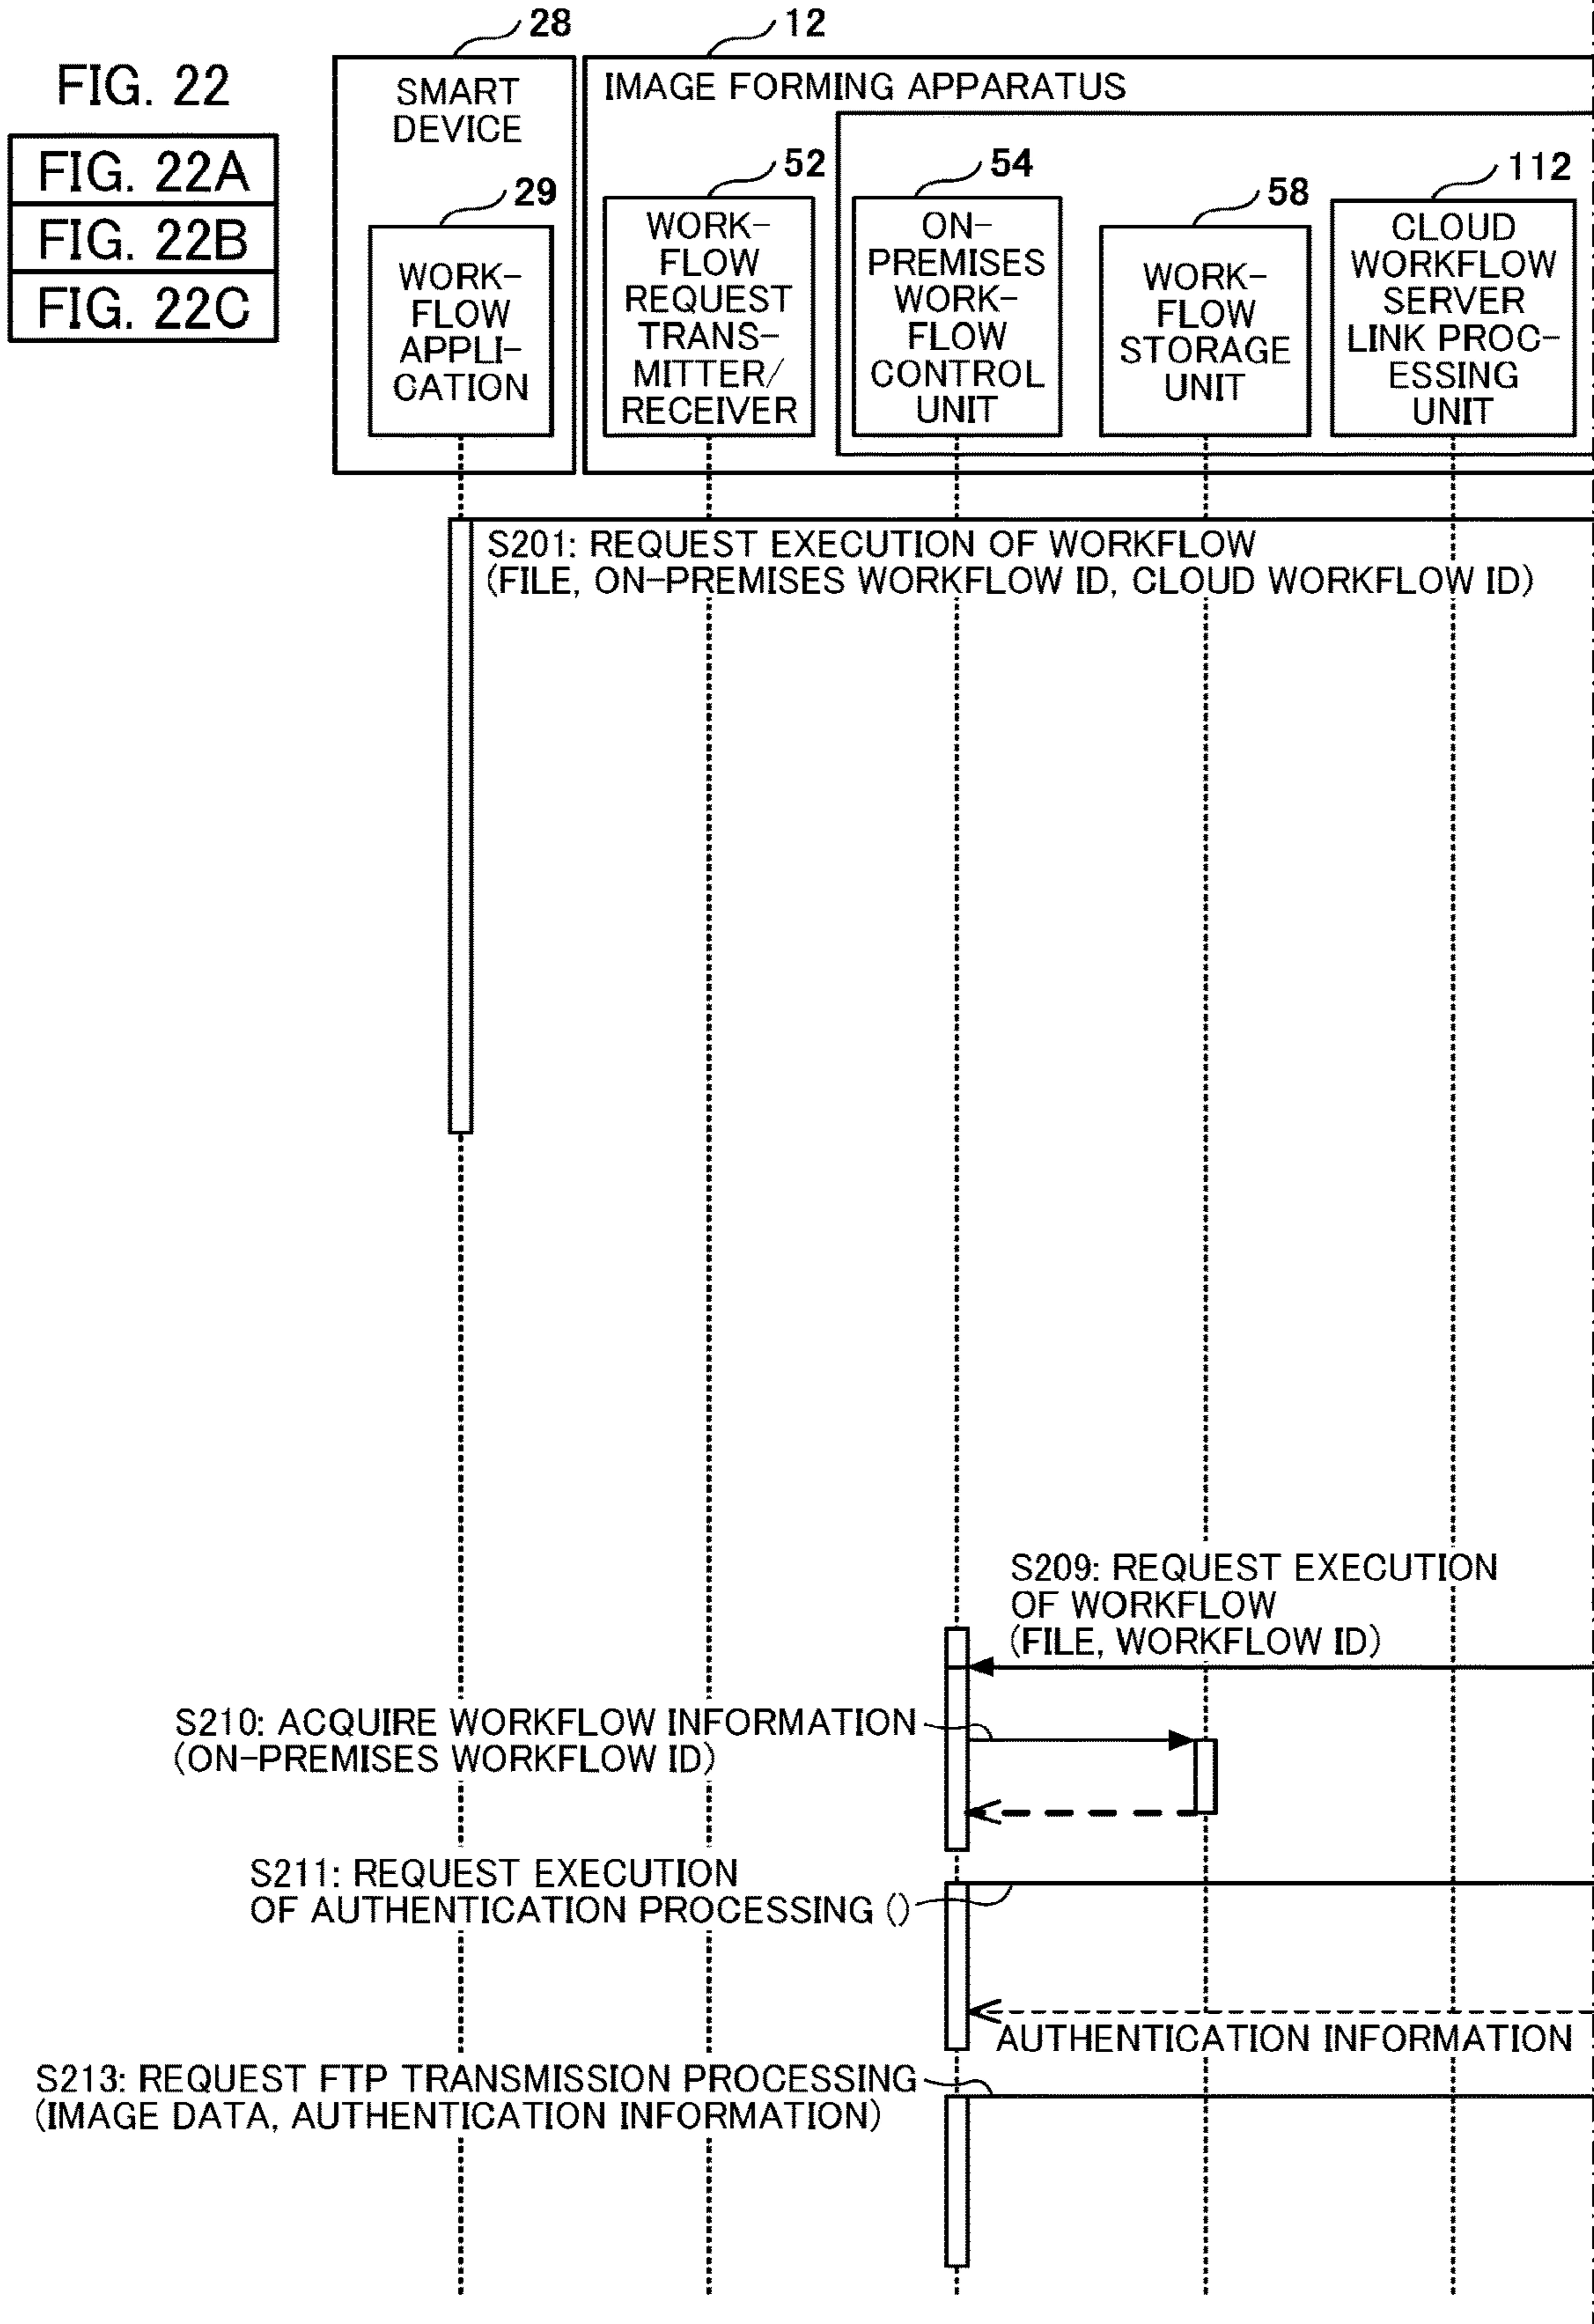 FIG. 22
FIG. 22A
FIG. 22B
FIG. 22C
28
SMART
DEVICE
29
WORK-
FLOW
APPLI-
CATION
12
IMAGE FORMING APPARATUS
52
WORK-
FLOW
REQUEST
TRANS-
MITTER/
RECEIVER
54
ON-
PREMISES
WORK-
FLOW
CONTROL
UNIT
58
WORK-
FLOW
STORAGE
UNIT
112
CLOUD
WORKFLOW
SERVER
LINK PROC-
ESSING
UNIT
S201: REQUEST EXECUTION OF WORKFLOW
(FILE, ON-PREMISES WORKFLOW ID, CLOUD WORKFLOW ID)
S209: REQUEST EXECUTION
OF WORKFLOW
(FILE, WORKFLOW ID)
S210: ACQUIRE WORKFLOW INFORMATION
(ON-PREMISES WORKFLOW ID)
S211: REQUEST EXECUTION
OF AUTHENTICATION PROCESSING ()
AUTHENTICATION INFORMATION
S213: REQUEST FTP TRANSMISSION PROCESSING
(IMAGE DATA, AUTHENTICATION INFORMATION)